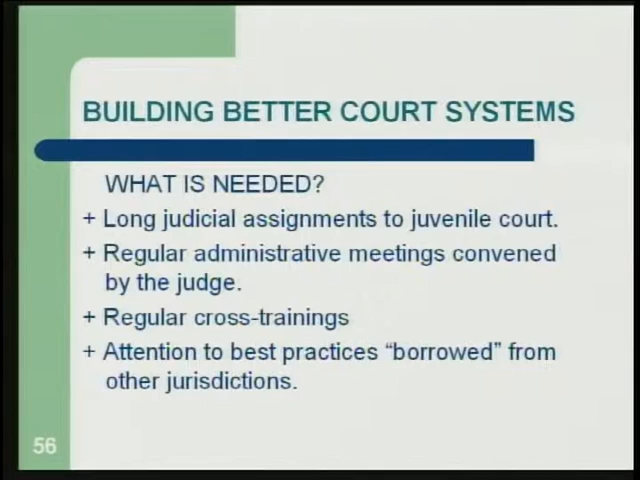 BUILDING BETTER COURT SYSTEMS
WHAT IS NEEDED?
+ Long judicial assignments to juvenile court.
+ Regular administrative meetings convened
by the judge.
+ Regular cross-trainings
+ Attention to best practices “borrowed” from
other jurisdictions.
56